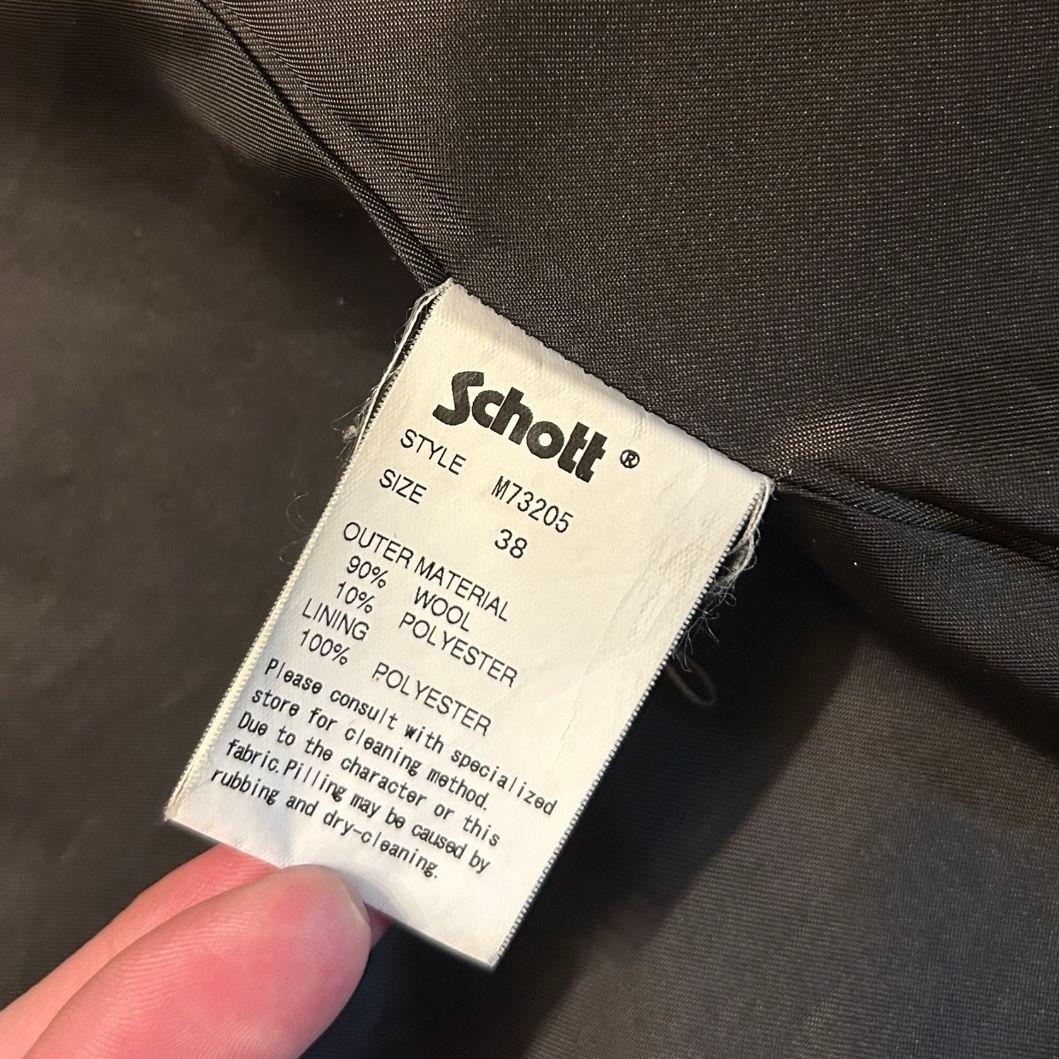 Schott®
STYLE M73205
SIZE 38
OUTER MATERIAL
90% WOOL
10% POLYESTER
LINING
100% POLYESTER
Please consult with specialized
store for cleaning method.
Due to the character or this
fabric.Pilling may be caused by
rubbing and dry-cleaning.